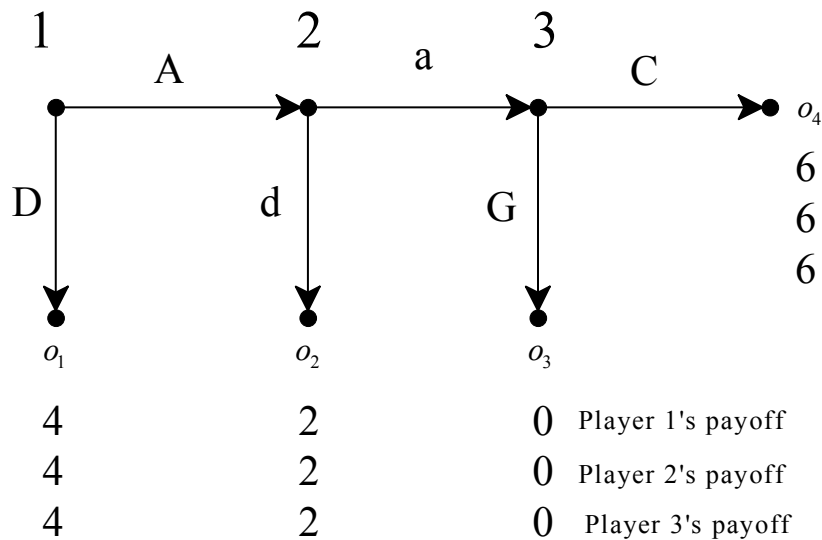 1 2 3
A a C
o₄
6
6
6
D d G
o₁ o₂ o₃
4 2 0 Player 1's payoff
4 2 0 Player 2's payoff
4 2 0 Player 3's payoff